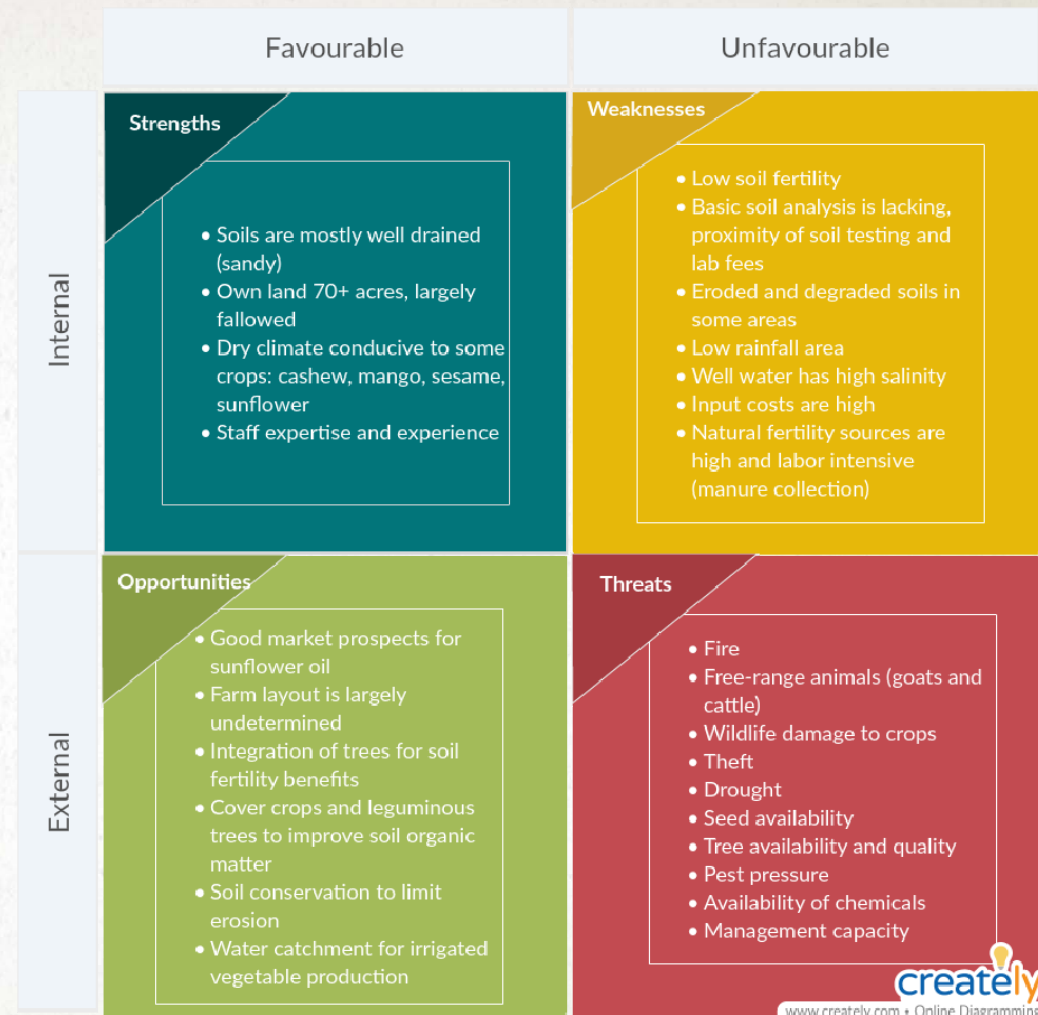 Favourable
Unfavourable
Internal
Strengths
• Soils are mostly well drained
(sandy)
• Own land 70+ acres, largely
fallowed
• Dry climate conducive to some
crops: cashew, mango, sesame,
sunflower
• Staff expertise and experience
Weaknesses
• Low soil fertility
• Basic soil analysis is lacking,
proximity of soil testing and
lab fees
• Eroded and degraded soils in
some areas
• Low rainfall area
• Well water has high salinity
• Input costs are high
• Natural fertility sources are
high and labor intensive
(manure collection)
External
Opportunities
• Good market prospects for
sunflower oil
• Farm layout is largely
undetermined
• Integration of trees for soil
fertility benefits
• Cover crops and leguminous
trees to improve soil organic
matter
• Soil conservation to limit
erosion
• Water catchment for irrigated
vegetable production
Threats
• Fire
• Free-range animals (goats and
cattle)
• Wildlife damage to crops
• Theft
• Drought
• Seed availability
• Tree availability and quality
• Pest pressure
• Availability of chemicals
• Management capacity
creately
www.creately.com • Online Diagramming